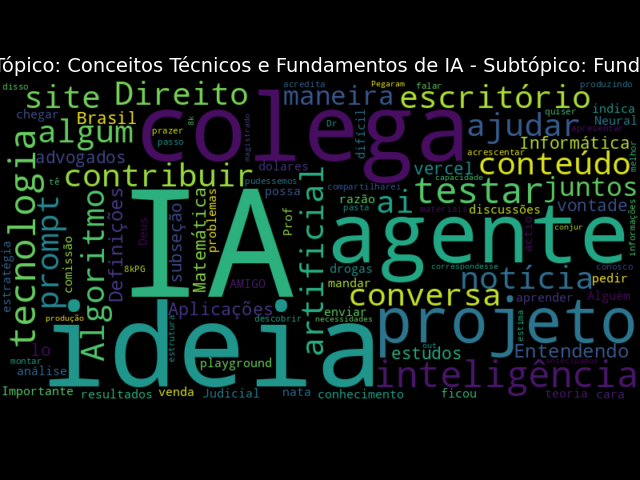 Tópico: Conceitos Técnicos e Fundamentos de IA - Subtópico: Fund
disso
acredita
Pegaram
falar
produzindo
site
Direito
colega
maneira
escritório
chegar
Brasil
8k
Dr
difícil
quiser
indica
algum
prazer
magistrado
ajudar
apresentar
Neural
tecnologia
passo
acrescentar
Informática
melhor
advogados
dólares
vercel
conteúdo
contribuir
tê
pudessemos
possa
capacidade
compartilharei
testar
juntos
prompt
Algoritmo
Definições
IA
subseção
Matemática
problemas
Prof
artificial
razão
ai
pasta
materiais
discussões
vontade
informações
estratégia
comissão
Deus
agente
actio
conjur
8kPG
drogas
correspondesse
conosco
AMIGO
mandar
notícia
aprender
pedir
Alguém
produção
ideia
Aplicações
conversa
enviar
necessidades
projeto
estima
lo
estrutura
descobrir
montar
análise
playground
estudos
out
Entendendo
inteligência
Importante
resultados
venda
Judicial
nata
conhecimento
ficou
teoria
cara